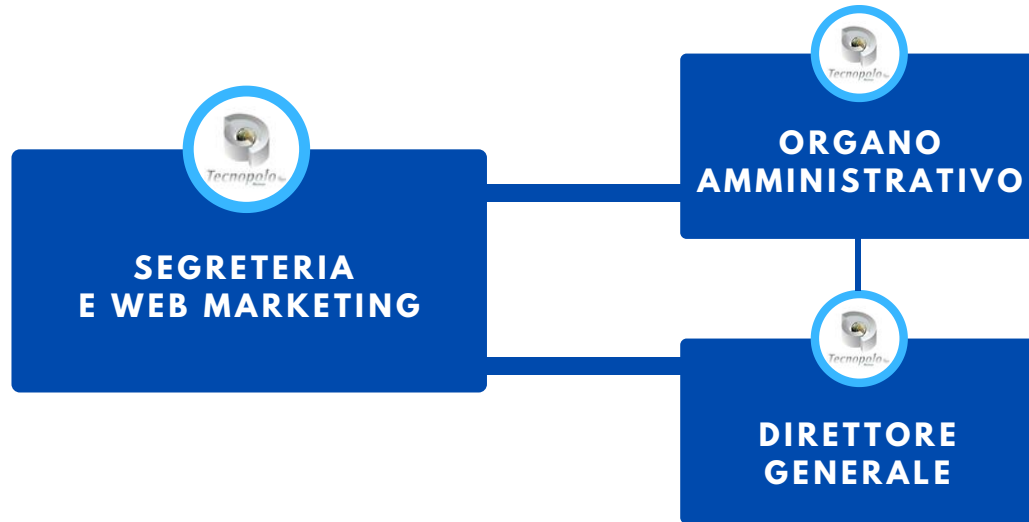 Tecnopolo
ORGANO
AMMINISTRATIVO
Tecnopolo
SEGRETERIA
E WEB MARKETING
Tecnopolo
DIRETTORE
GENERALE